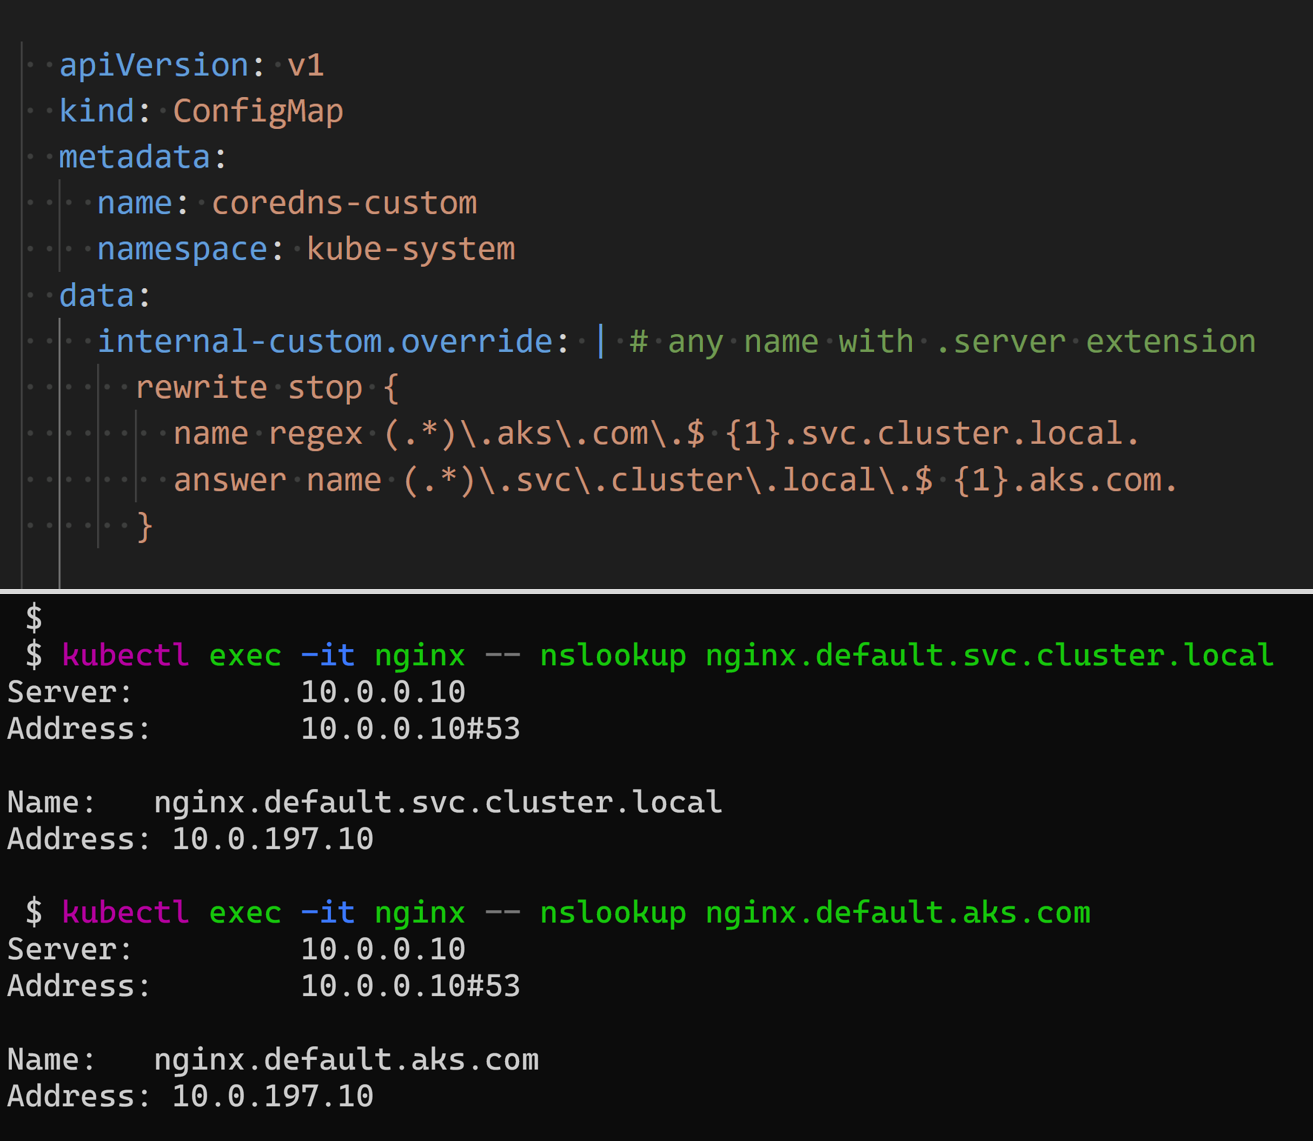 apiVersion: v1
kind: ConfigMap
metadata:
name: coredns-custom
namespace: kube-system
data:
internal-custom.override: | # any name with .server extension
rewrite stop {
name regex (.*)\.aks\.com\.$ {1}.svc.cluster.local.
answer name (.*)\.svc\.cluster\.local\.$ {1}.aks.com.
}
$
$ kubectl exec -it nginx -- nslookup nginx.default.svc.cluster.local
Server: 10.0.0.10
Address: 10.0.0.10#53
Name: nginx.default.svc.cluster.local
Address: 10.0.197.10
$ kubectl exec -it nginx -- nslookup nginx.default.aks.com
Server: 10.0.0.10
Address: 10.0.0.10#53
Name: nginx.default.aks.com
Address: 10.0.197.10